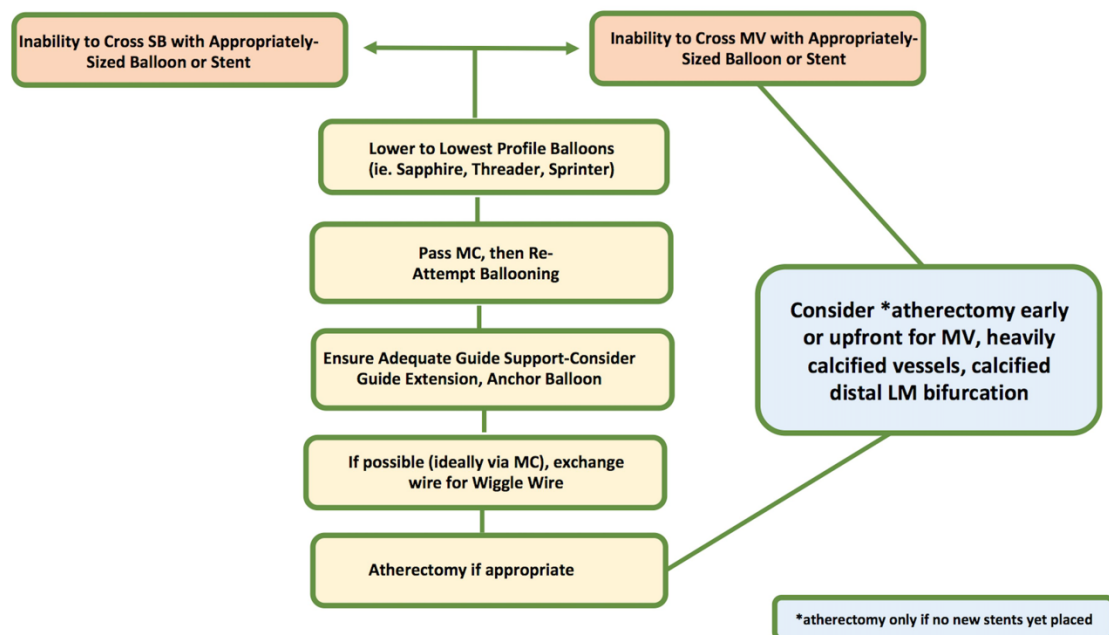 Inability to Cross SB with Appropriately-
Sized Balloon or Stent
Inability to Cross MV with Appropriately-
Sized Balloon or Stent
Lower to Lowest Profile Balloons
(ie. Sapphire, Threader, Sprinter)
Pass MC, then Re-
Attempt Ballooning
Ensure Adequate Guide Support-Consider
Guide Extension, Anchor Balloon
If possible (ideally via MC), exchange
wire for Wiggle Wire
Atherectomy if appropriate
Consider *atherectomy early
or upfront for MV, heavily
calcified vessels, calcified
distal LM bifurcation
*atherectomy only if no new stents yet placed